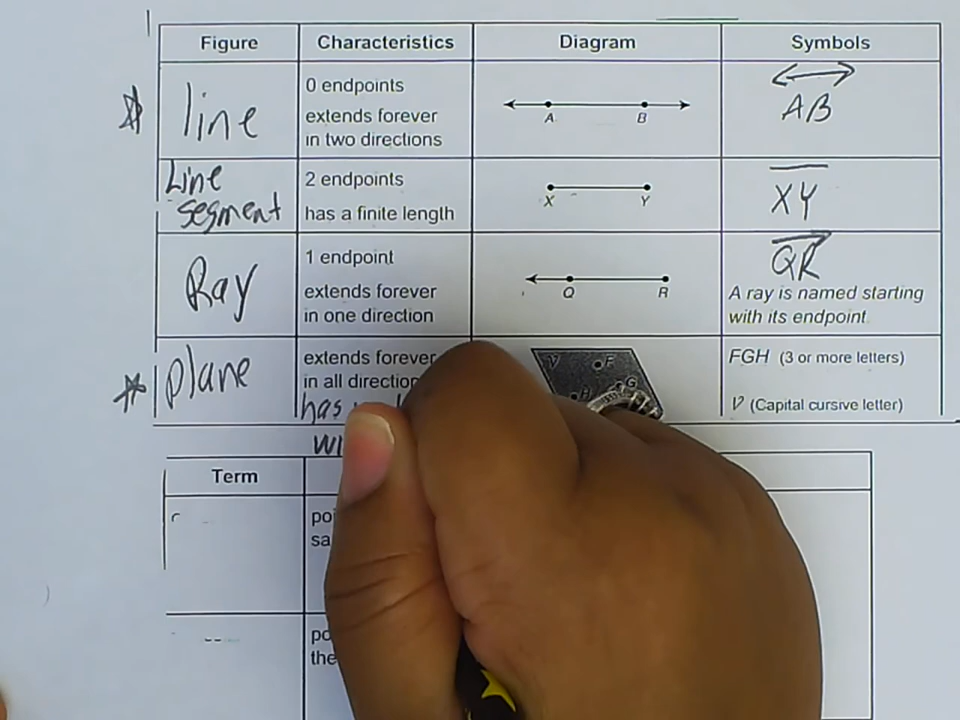 Figure Characteristics Diagram Symbols
line
0 endpoints
extends forever
in two directions
A B
AB
Line
segment
2 endpoints
has a finite length
X Y
XY
Ray
1 endpoint
extends forever
in one direction
Q R
QR
A ray is named starting
with its endpoint
plane
extends forever
in all
has
V F
H G
FGH (3 or more letters)
V (Capital cursive letter)
Term